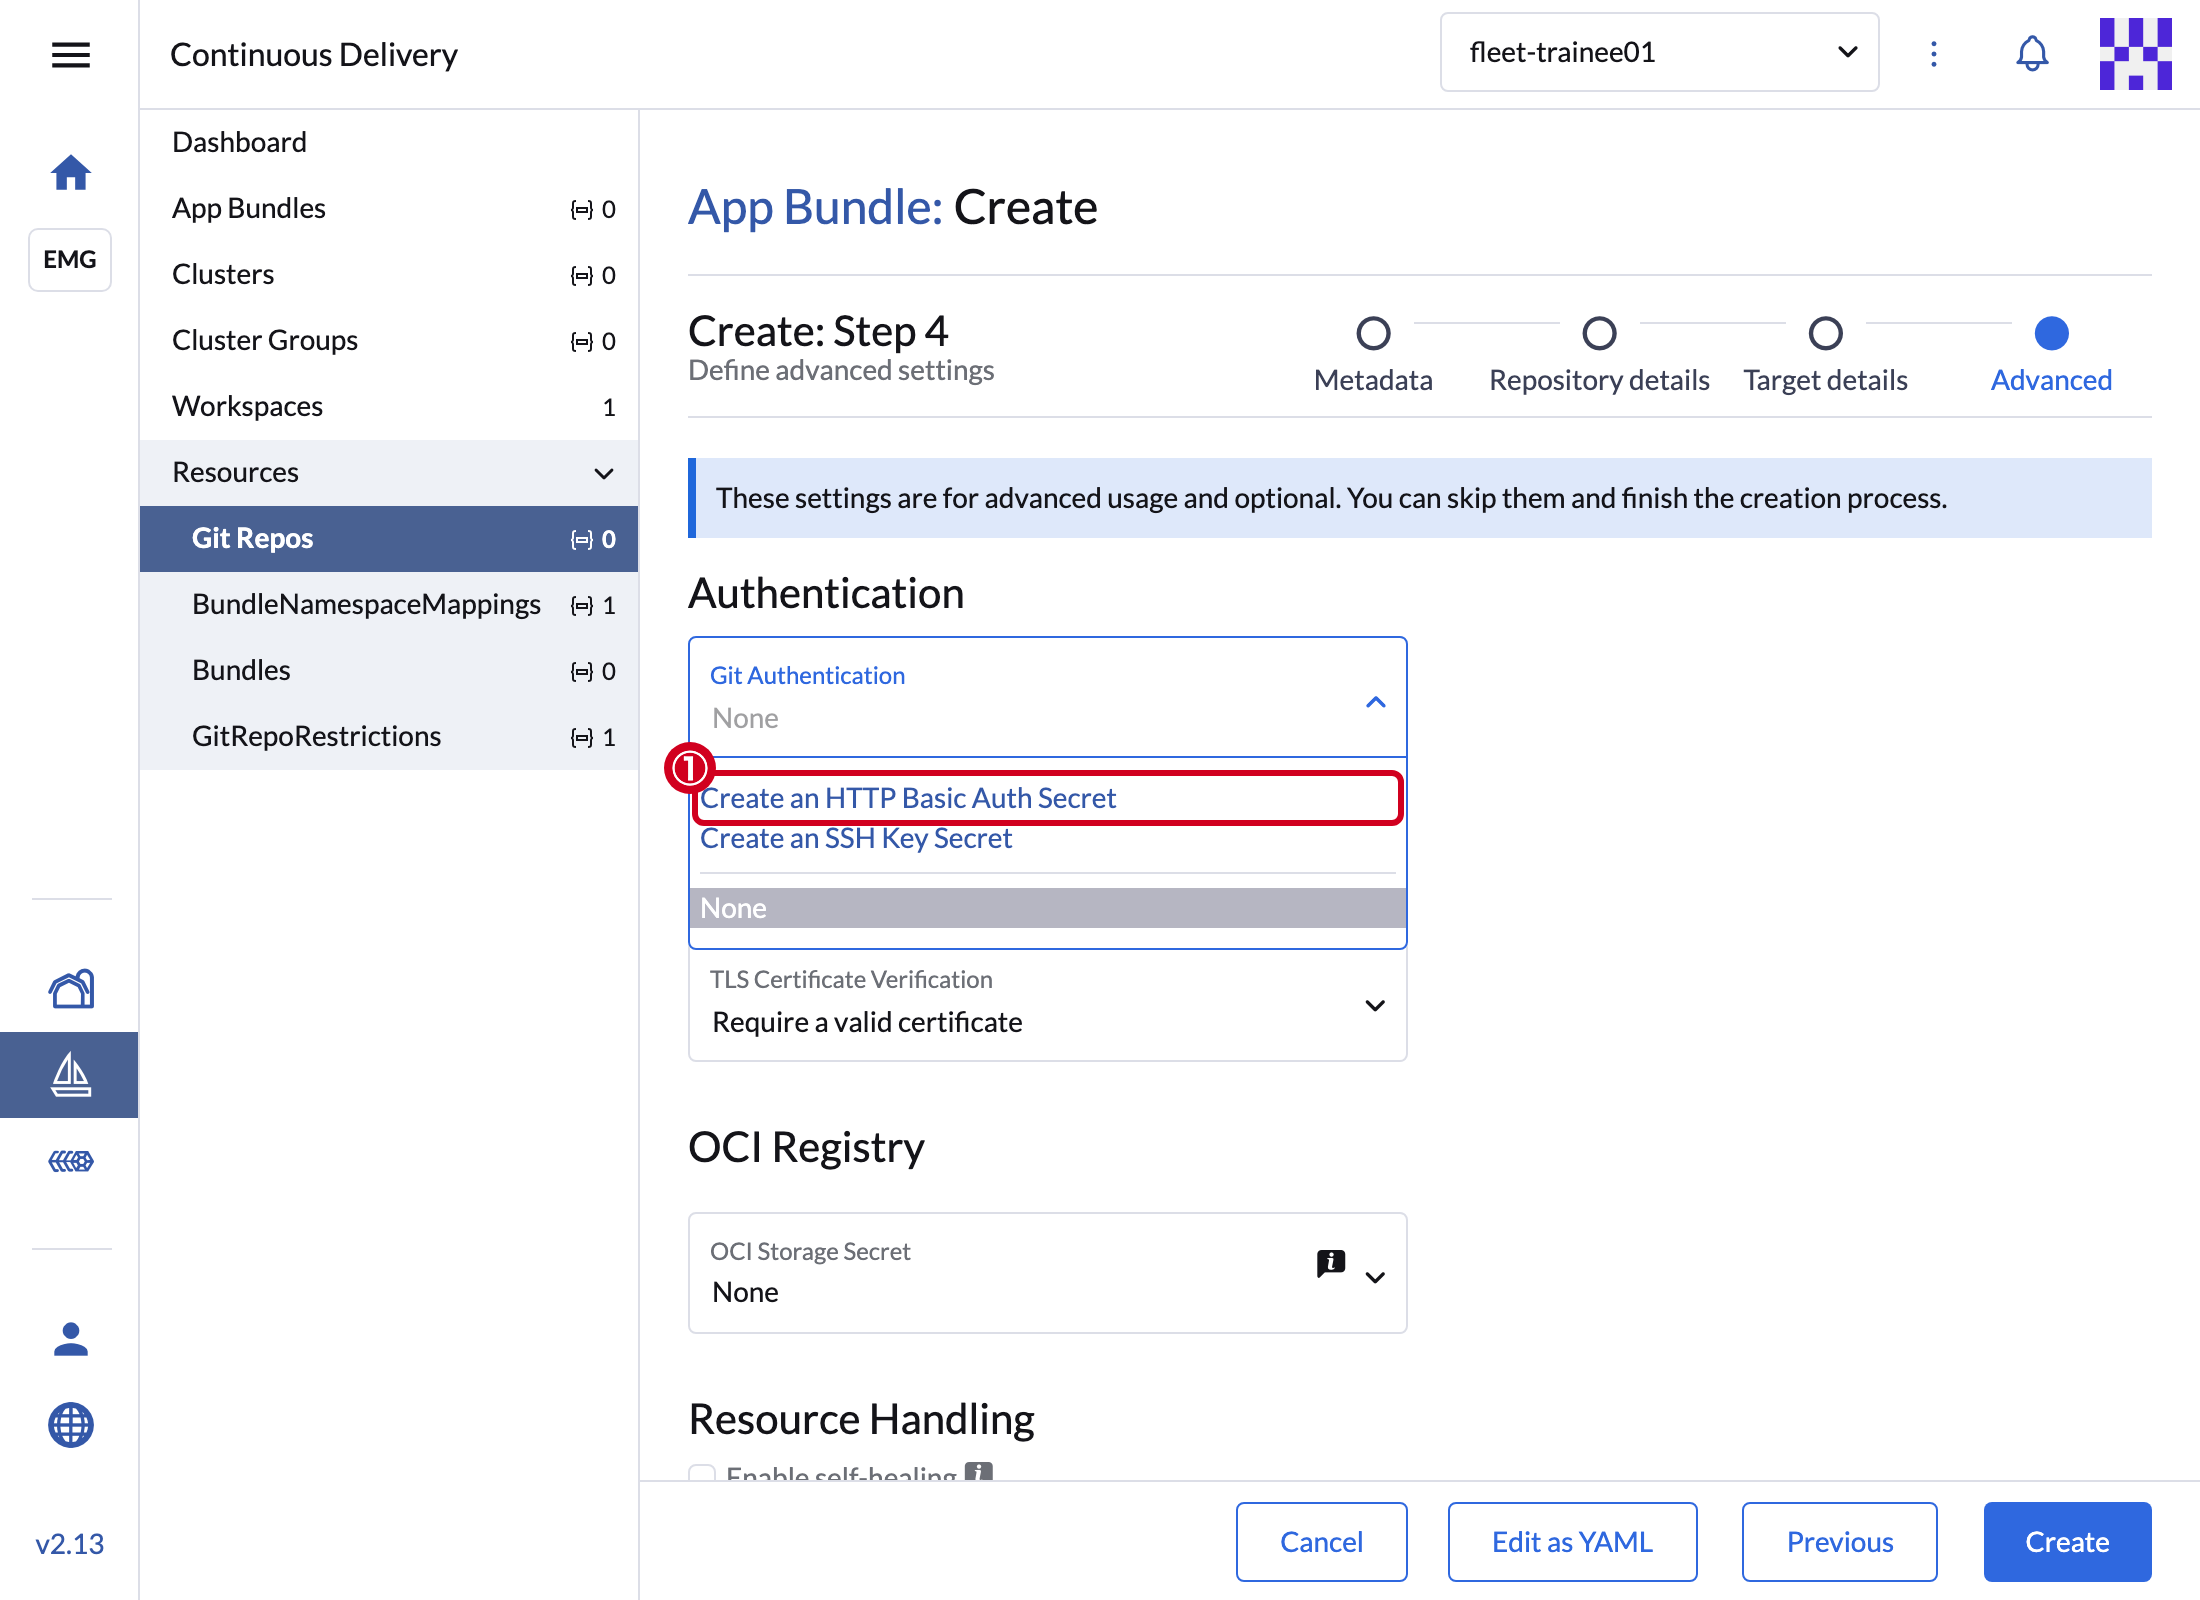 Continuous Delivery
fleet-trainee01
EMG
v2.13
Dashboard
App Bundles 0
Clusters 0
Cluster Groups 0
Workspaces 1
Resources
Git Repos 0
BundleNamespaceMappings 1
Bundles 0
GitRepoRestrictions 1
App Bundle: Create
Create: Step 4
Define advanced settings
Metadata
Repository details
Target details
Advanced
These settings are for advanced usage and optional. You can skip them and finish the creation process.
Authentication
Git Authentication
None
1
Create an HTTP Basic Auth Secret
Create an SSH Key Secret
None
TLS Certificate Verification
Require a valid certificate
OCI Registry
OCI Storage Secret
None
Resource Handling
Enable self-healing
Cancel
Edit as YAML
Previous
Create